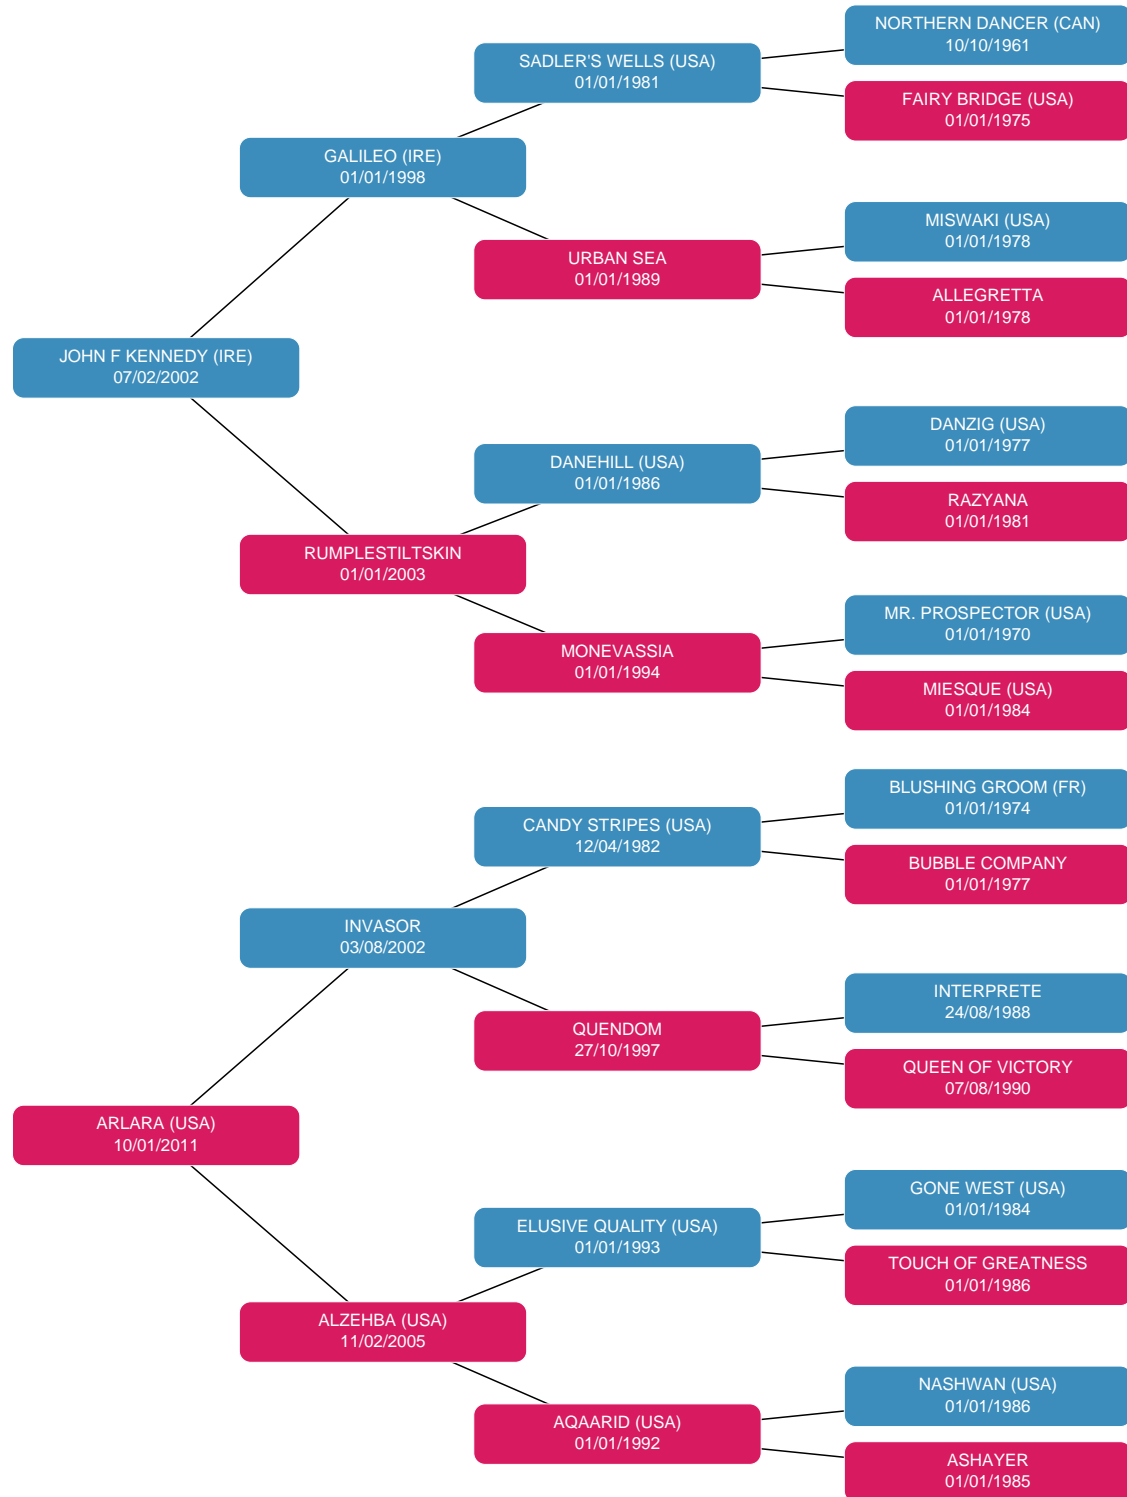 NORTHERN DANCER (CAN)
10/10/1961
SADLER'S WELLS (USA)
01/01/1981
FAIRY BRIDGE (USA)
01/01/1975
GALILEO (IRE)
01/01/1998
MISWAKI (USA)
01/01/1978
URBAN SEA
01/01/1989
ALLEGRETTA
01/01/1978
JOHN F KENNEDY (IRE)
07/02/2002
DANZIG (USA)
01/01/1977
DANEHILL (USA)
01/01/1986
RAZYANA
01/01/1981
RUMPLESTILTSKIN
01/01/2003
MR. PROSPECTOR (USA)
01/01/1970
MONEVASSIA
01/01/1994
MIESQUE (USA)
01/01/1984
BLUSHING GROOM (FR)
01/01/1974
CANDY STRIPES (USA)
12/04/1982
BUBBLE COMPANY
01/01/1977
INVASOR
03/08/2002
INTERPRETE
24/08/1988
QUENDOM
27/10/1997
QUEEN OF VICTORY
07/08/1990
ARLARA (USA)
10/01/2011
GONE WEST (USA)
01/01/1984
ELUSIVE QUALITY (USA)
01/01/1993
TOUCH OF GREATNESS
01/01/1986
ALZEHBA (USA)
11/02/2005
NASHWAN (USA)
01/01/1986
AQAARID (USA)
01/01/1992
ASHAYER
01/01/1985